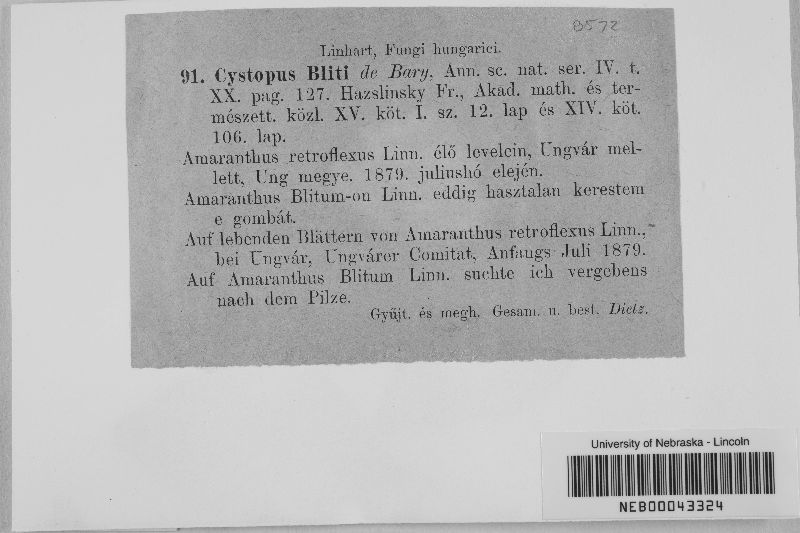 8572
Linhart, Fungi hungarici.
91. Cystopus Bliti de Bary, Ann. sc. nat. ser. IV. t.
XX. pag. 127. Hazslinsky Fr., Akad. math. és ter-
mészett. közl. XV. köt. I. sz. 12. lap és XIV. köt.
106. lap.
Amaranthus retroflexus Linn. élő levelein, Ungvár mel-
lett, Ung megye. 1879. juliushó elején.
Amaranthus Blitum-on Linn. eddig hasztalan kerestem
e gombát.
Auf lebenden Blättern von Amaranthus retroflexus Linn.,
bei Ungvár, Ungvárer Comitat, Anfangs Juli 1879.
Auf Amaranthus Blitum Linn. suchte ich vergebens
nach dem Pilze.
Gyüjt. és megh. Gesam. u. best. Dietz.
University of Nebraska - Lincoln
NEB00043324